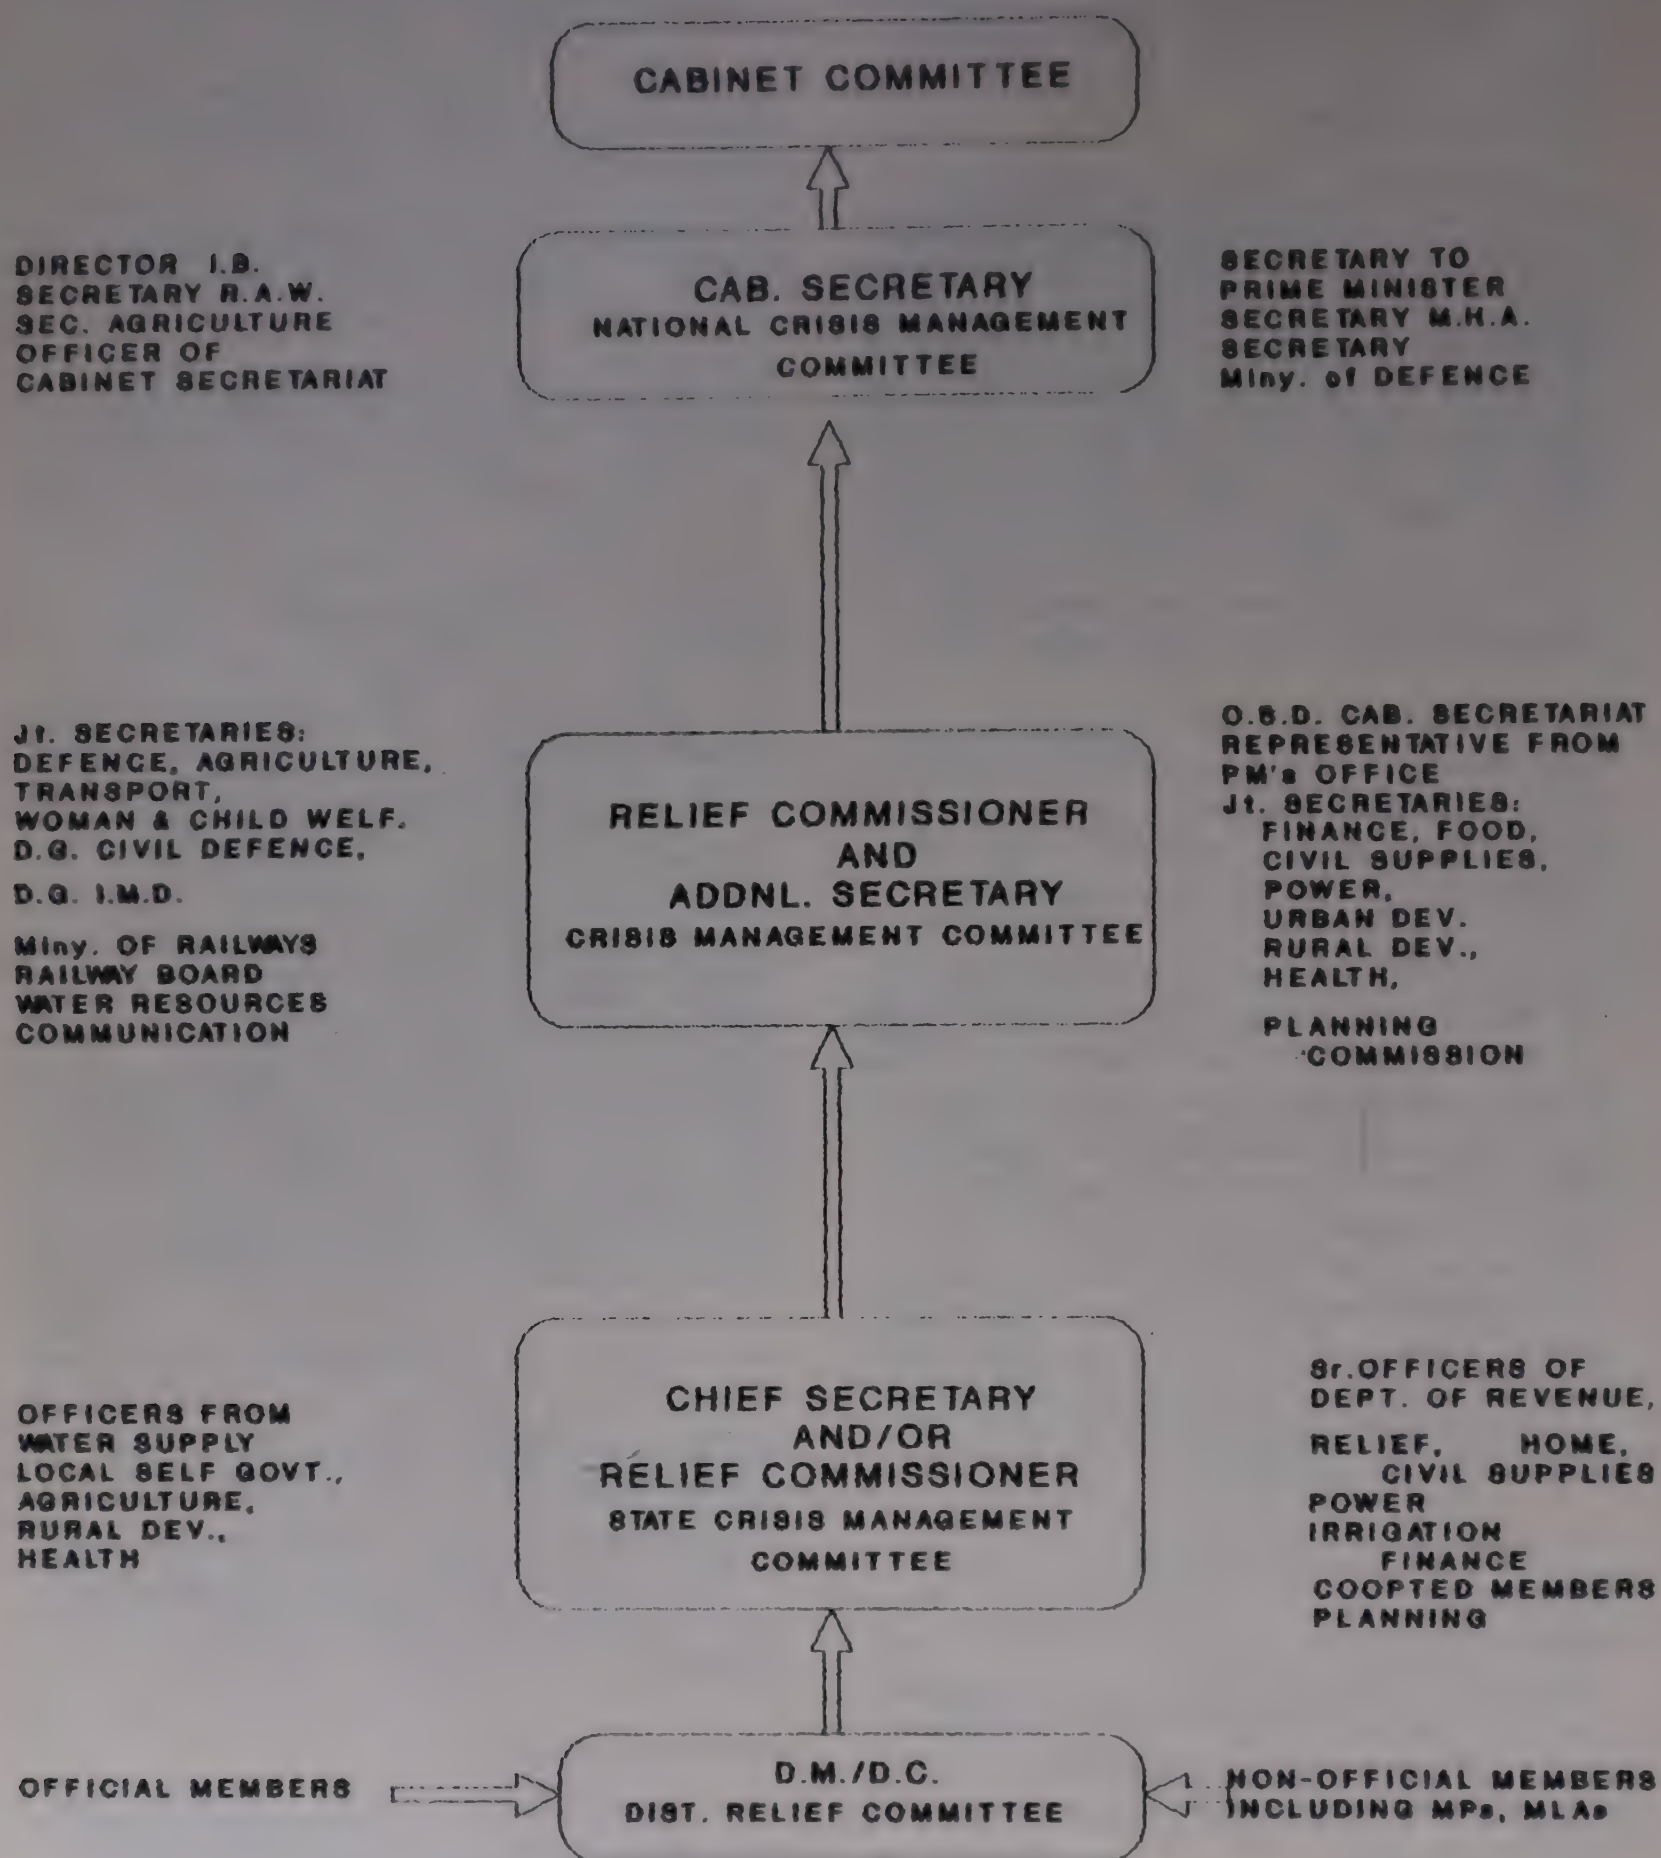 CABINET COMMITTEE
DIRECTOR I.B.
SECRETARY R.A.W.
SEC. AGRICULTURE
OFFICER OF
CABINET SECRETARIAT
CAB. SECRETARY
NATIONAL CRISIS MANAGEMENT
COMMITTEE
SECRETARY TO
PRIME MINISTER
SECRETARY M.H.A.
SECRETARY
Miny. of DEFENCE
Jt. SECRETARIES:
DEFENCE, AGRICULTURE,
TRANSPORT,
WOMAN & CHILD WELF.
D.G. CIVIL DEFENCE,
D.G. I.M.D.
Miny. OF RAILWAYS
RAILWAY BOARD
WATER RESOURCES
COMMUNICATION
RELIEF COMMISSIONER
AND
ADDNL. SECRETARY
CRISIS MANAGEMENT COMMITTEE
O.S.D. CAB. SECRETARIAT
REPRESENTATIVE FROM
PM's OFFICE
Jt. SECRETARIES:
FINANCE, FOOD,
CIVIL SUPPLIES,
POWER,
URBAN DEV.
RURAL DEV.,
HEALTH,
PLANNING
COMMISSION
OFFICERS FROM
WATER SUPPLY
LOCAL SELF GOVT.,
AGRICULTURE,
RURAL DEV.,
HEALTH
CHIEF SECRETARY
AND/OR
RELIEF COMMISSIONER
STATE CRISIS MANAGEMENT
COMMITTEE
Sr.OFFICERS OF
DEPT. OF REVENUE,
RELIEF, HOME,
CIVIL SUPPLIES
POWER
IRRIGATION
FINANCE
COOPTED MEMBERS
PLANNING
OFFICIAL MEMBERS
D.M./D.C.
DIST. RELIEF COMMITTEE
NON-OFFICIAL MEMBERS
INCLUDING MPs, MLAs